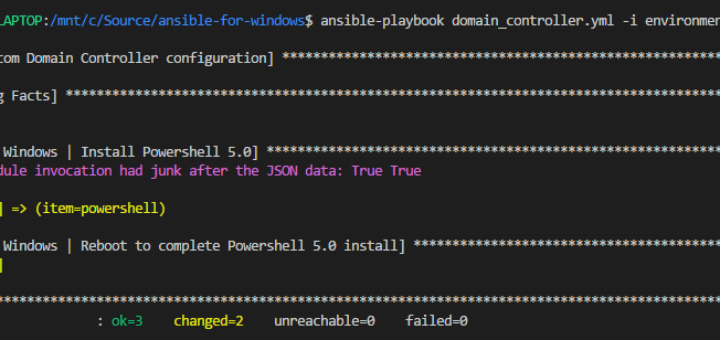 LAPTOP:/mnt/c/Source/ansible-for-windows$ ansible-playbook domain_controller.yml -i environmen
com Domain Controller configuration] *********************************************************
g Facts] *************************************************************************************
Windows | Install Powershell 5.0] ***********************************************************
dule invocation had junk after the JSON data: True True
] => (item=powershell)
Windows | Reboot to complete Powershell 5.0 install] ****************************************
]
**********************************************************************************************
: ok=3 changed=2 unreachable=0 failed=0